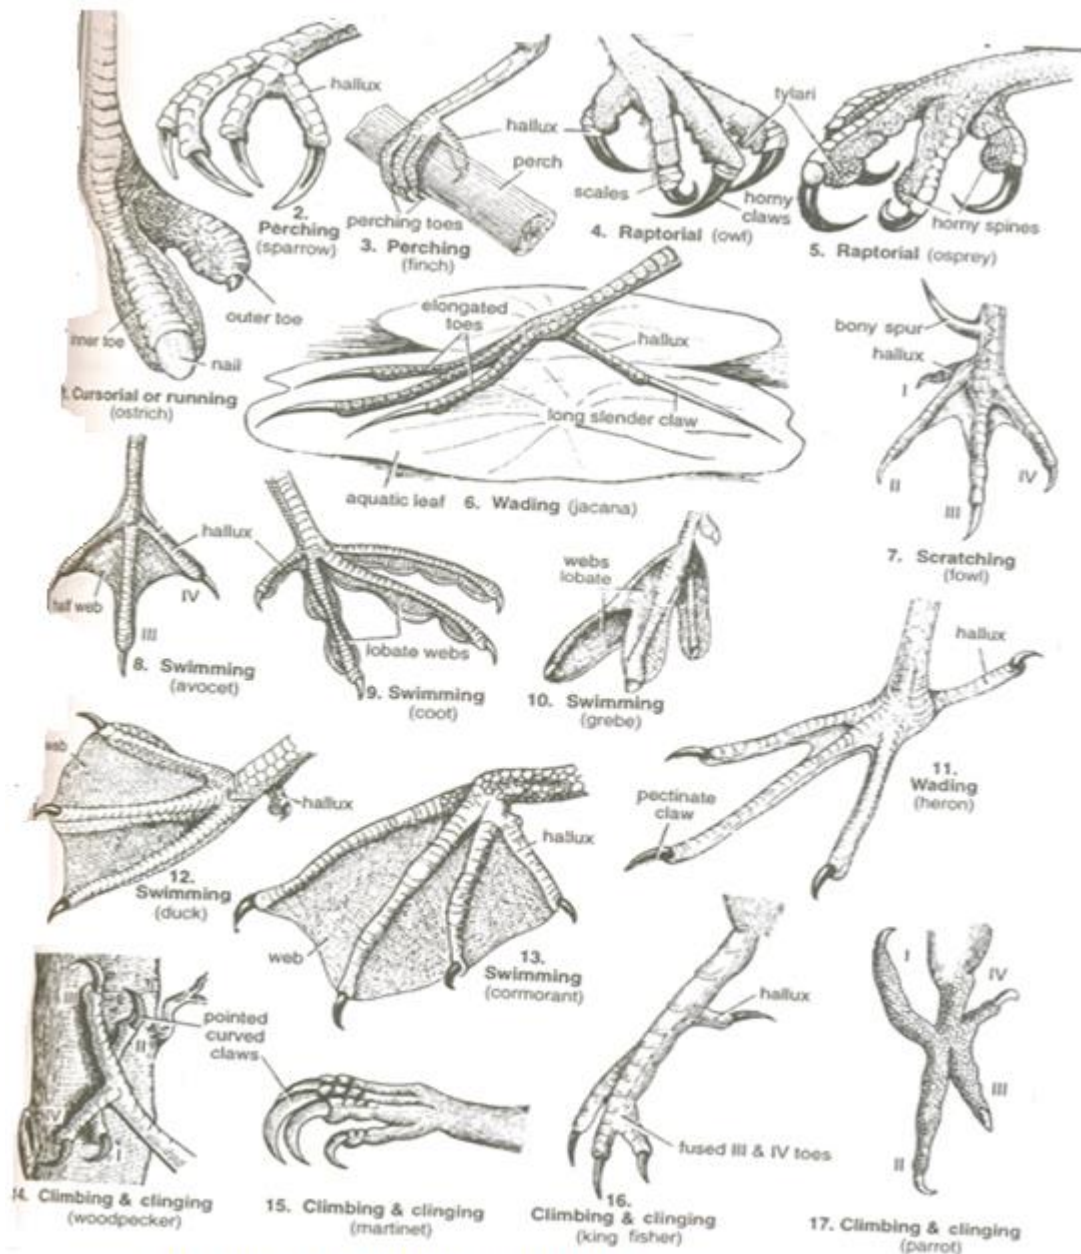 hallux
2.
Perching
(sparrow)
hallux
perch
perching toes
3. Perching
(finch)
tylari
scales
horny
claws
4. Raptorial (owl)
horny spines
5. Raptorial (osprey)
inner toe
outer toe
nail
1. Cursorial or running
(ostrich)
elongated
toes
hallux
long slender claw
aquatic leaf
6. Wading (jacana)
bony spur
hallux
I
II
III
IV
7. Scratching
(fowl)
hallux
half web
IV
III
8. Swimming
(avocet)
lobate webs
9. Swimming
(coot)
webs
lobate
10. Swimming
(grebe)
hallux
pectinate
claw
11.
Wading
(heron)
web
hallux
12.
Swimming
(duck)
hallux
web
13.
Swimming
(cormorant)
III
pointed
curved
claws
II
IV
I
14. Climbing & clinging
(woodpecker)
15. Climbing & clinging
(martinet)
hallux
fused III & IV toes
16.
Climbing & clinging
(king fisher)
I
IV
III
II
17. Climbing & clinging
(parrot)